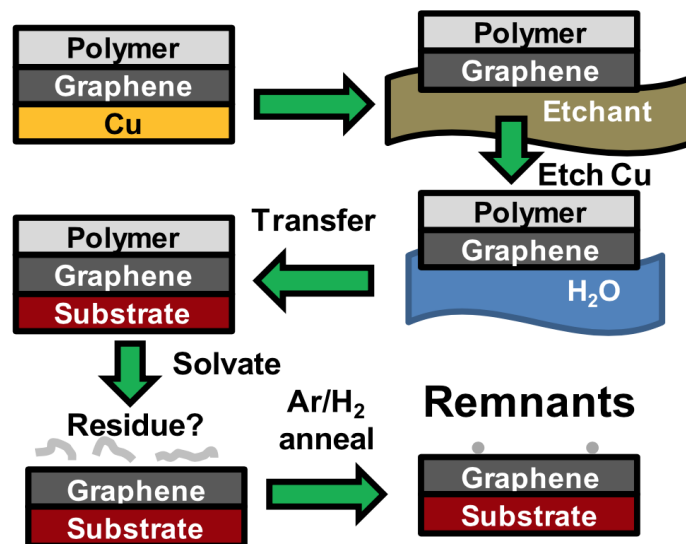 Polymer
Graphene
Cu
Polymer
Graphene
Etchant
Etch Cu
Polymer
Graphene
H₂O
Transfer
Polymer
Graphene
Substrate
Solvate
Residue?
Graphene
Substrate
Ar/H₂
anneal
Remnants
Graphene
Substrate